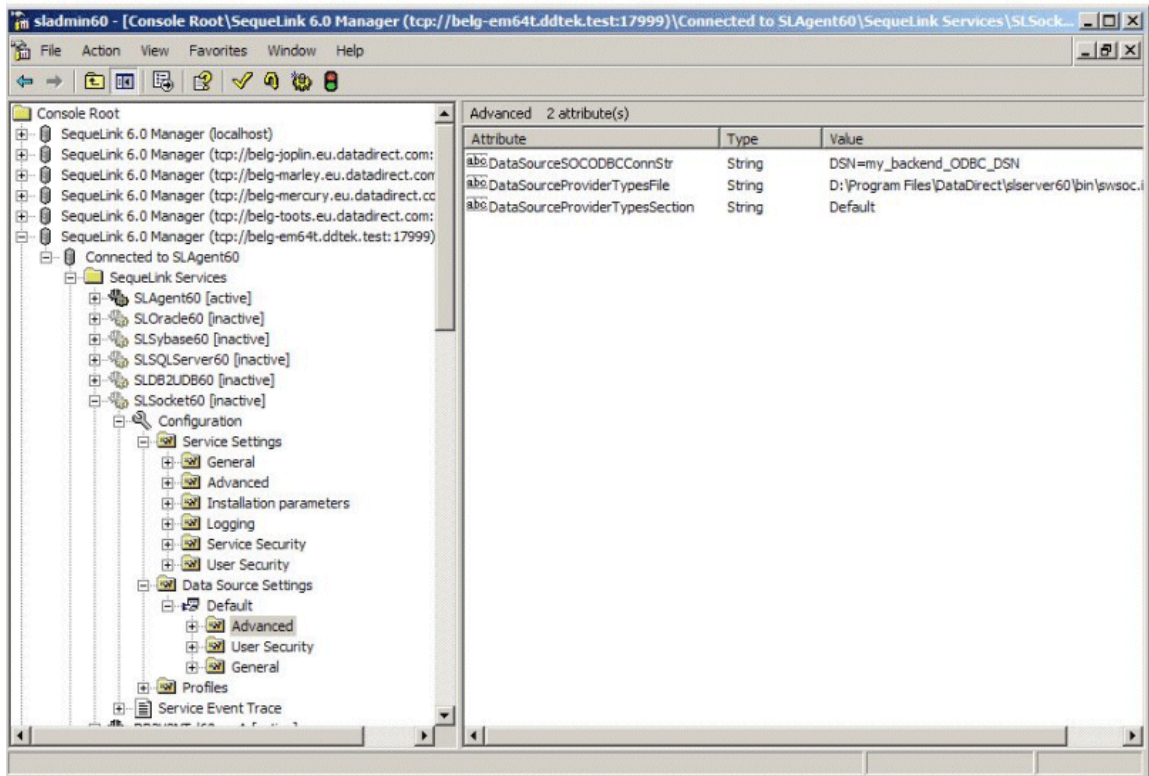 sladmin60 - [Console Root\SequeLink 6.0 Manager (tcp://belg-em64t.ddtek.test:17999)\Connected to SLAgent60\SequeLink Services\SLSock...
File Action View Favorites Window Help
Console Root
SequeLink 6.0 Manager (localhost)
SequeLink 6.0 Manager (tcp://belg-joplin.eu.datadirect.com:
SequeLink 6.0 Manager (tcp://belg-marley.eu.datadirect.com
SequeLink 6.0 Manager (tcp://belg-mercury.eu.datadirect.cc
SequeLink 6.0 Manager (tcp://belg-toots.eu.datadirect.com:
SequeLink 6.0 Manager (tcp://belg-em64t.ddtek.test:17999)
Connected to SLAgent60
SequeLink Services
SLAgent60 [active]
SLOracle60 [inactive]
SLSybase60 [inactive]
SLSQLServer60 [inactive]
SLDB2UDB60 [inactive]
SLSocket60 [inactive]
Configuration
Service Settings
General
Advanced
Installation parameters
Logging
Service Security
User Security
Data Source Settings
Default
Advanced
User Security
General
Profiles
Service Event Trace
Advanced 2 attribute(s)
Attribute Type Value
abc DataSourceSOCODBCConnStr String DSN=my_backend_ODBC_DSN
abc DataSourceProviderTypesFile String D:\Program Files\DataDirect\slserver60\bin\swsoc.i
abc DataSourceProviderTypesSection String Default